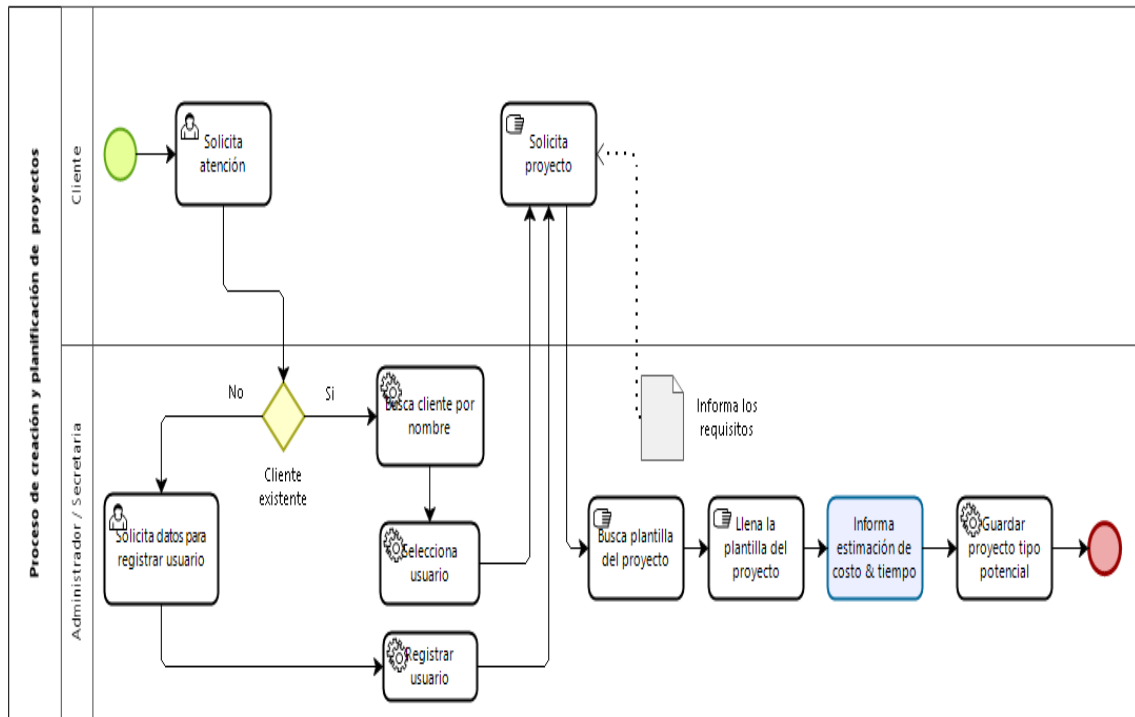 Proceso de creación y planificación de proyectos
Cliente
Solicita
atención
Solicita
proyecto
Administrador / Secretaria
No
Si
Cliente
existente
Busca cliente por
nombre
Informa los
requisitos
Solicita datos para
registrar usuario
Selecciona
usuario
Registrar
usuario
Busca plantilla
del proyecto
Llena la
plantilla del
proyecto
Informa
estimación de
costo & tiempo
Guardar
proyecto tipo
potencial